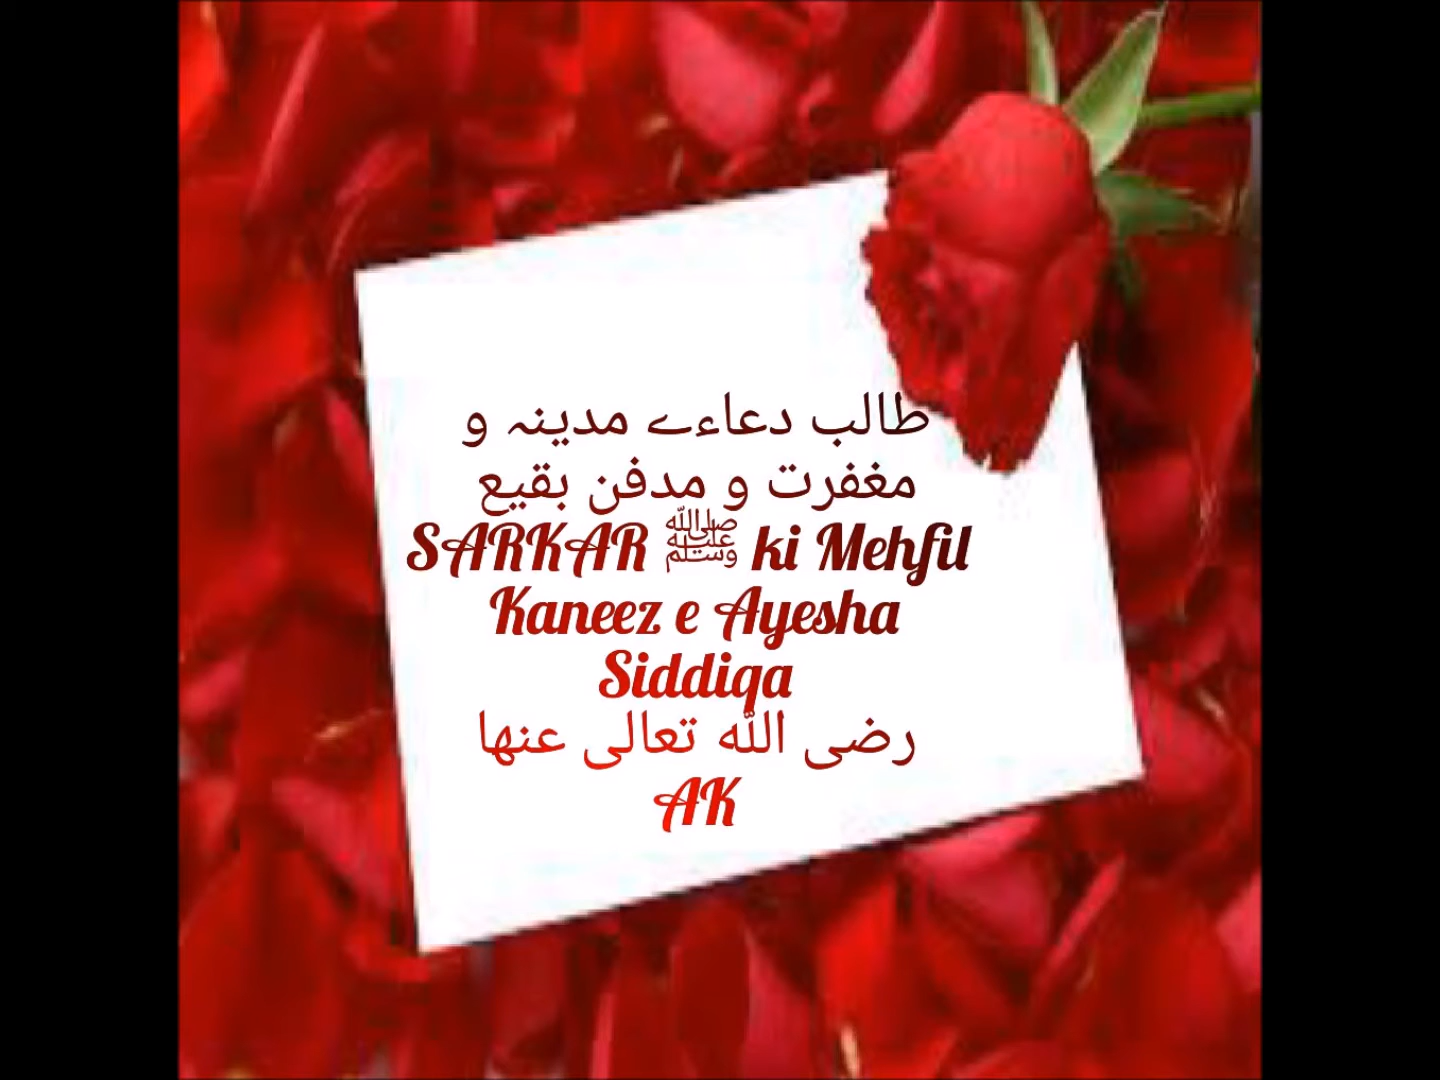 طالب دعاءے مدینہ و
مغفرت و مدفن بقیع
SARKAR ﷺ ki Mehfil
Kaneez e Ayesha
Siddiqa
رضی اللہ تعالی عنها
AK